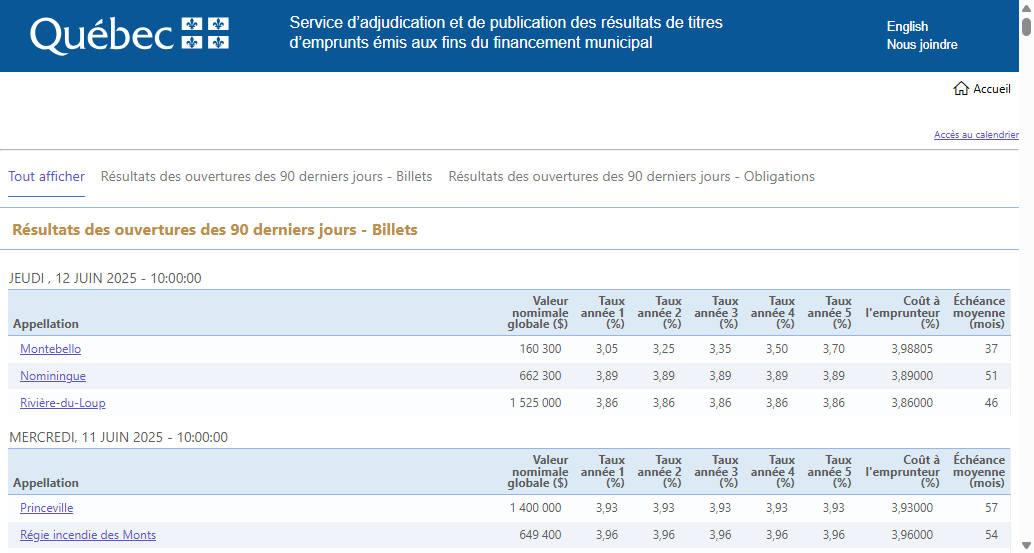 Québec
Service d'adjudication et de publication des résultats de titres
d'emprunts émis aux fins du financement municipal
English
Nous joindre
Accueil
Accès au calendrier
Tout afficher Résultats des ouvertures des 90 derniers jours - Billets Résultats des ouvertures des 90 derniers jours - Obligations
Résultats des ouvertures des 90 derniers jours - Billets
JEUDI , 12 JUIN 2025 - 10:00:00
Appellation Valeur nomimale globale ($) Taux année 1 (%) Taux année 2 (%) Taux année 3 (%) Taux année 4 (%) Taux année 5 (%) Coût à l'emprunteur (%) Échéance moyenne (mois)
Montebello 160 300 3,05 3,25 3,35 3,50 3,70 3,98805 37
Nominingue 662 300 3,89 3,89 3,89 3,89 3,89 3,89000 51
Rivière-du-Loup 1 525 000 3,86 3,86 3,86 3,86 3,86 3,86000 46
MERCREDI, 11 JUIN 2025 - 10:00:00
Appellation Valeur nomimale globale ($) Taux année 1 (%) Taux année 2 (%) Taux année 3 (%) Taux année 4 (%) Taux année 5 (%) Coût à l'emprunteur (%) Échéance moyenne (mois)
Princeville 1 400 000 3,93 3,93 3,93 3,93 3,93 3,93000 57
Régie incendie des Monts 649 400 3,96 3,96 3,96 3,96 3,96 3,96000 54